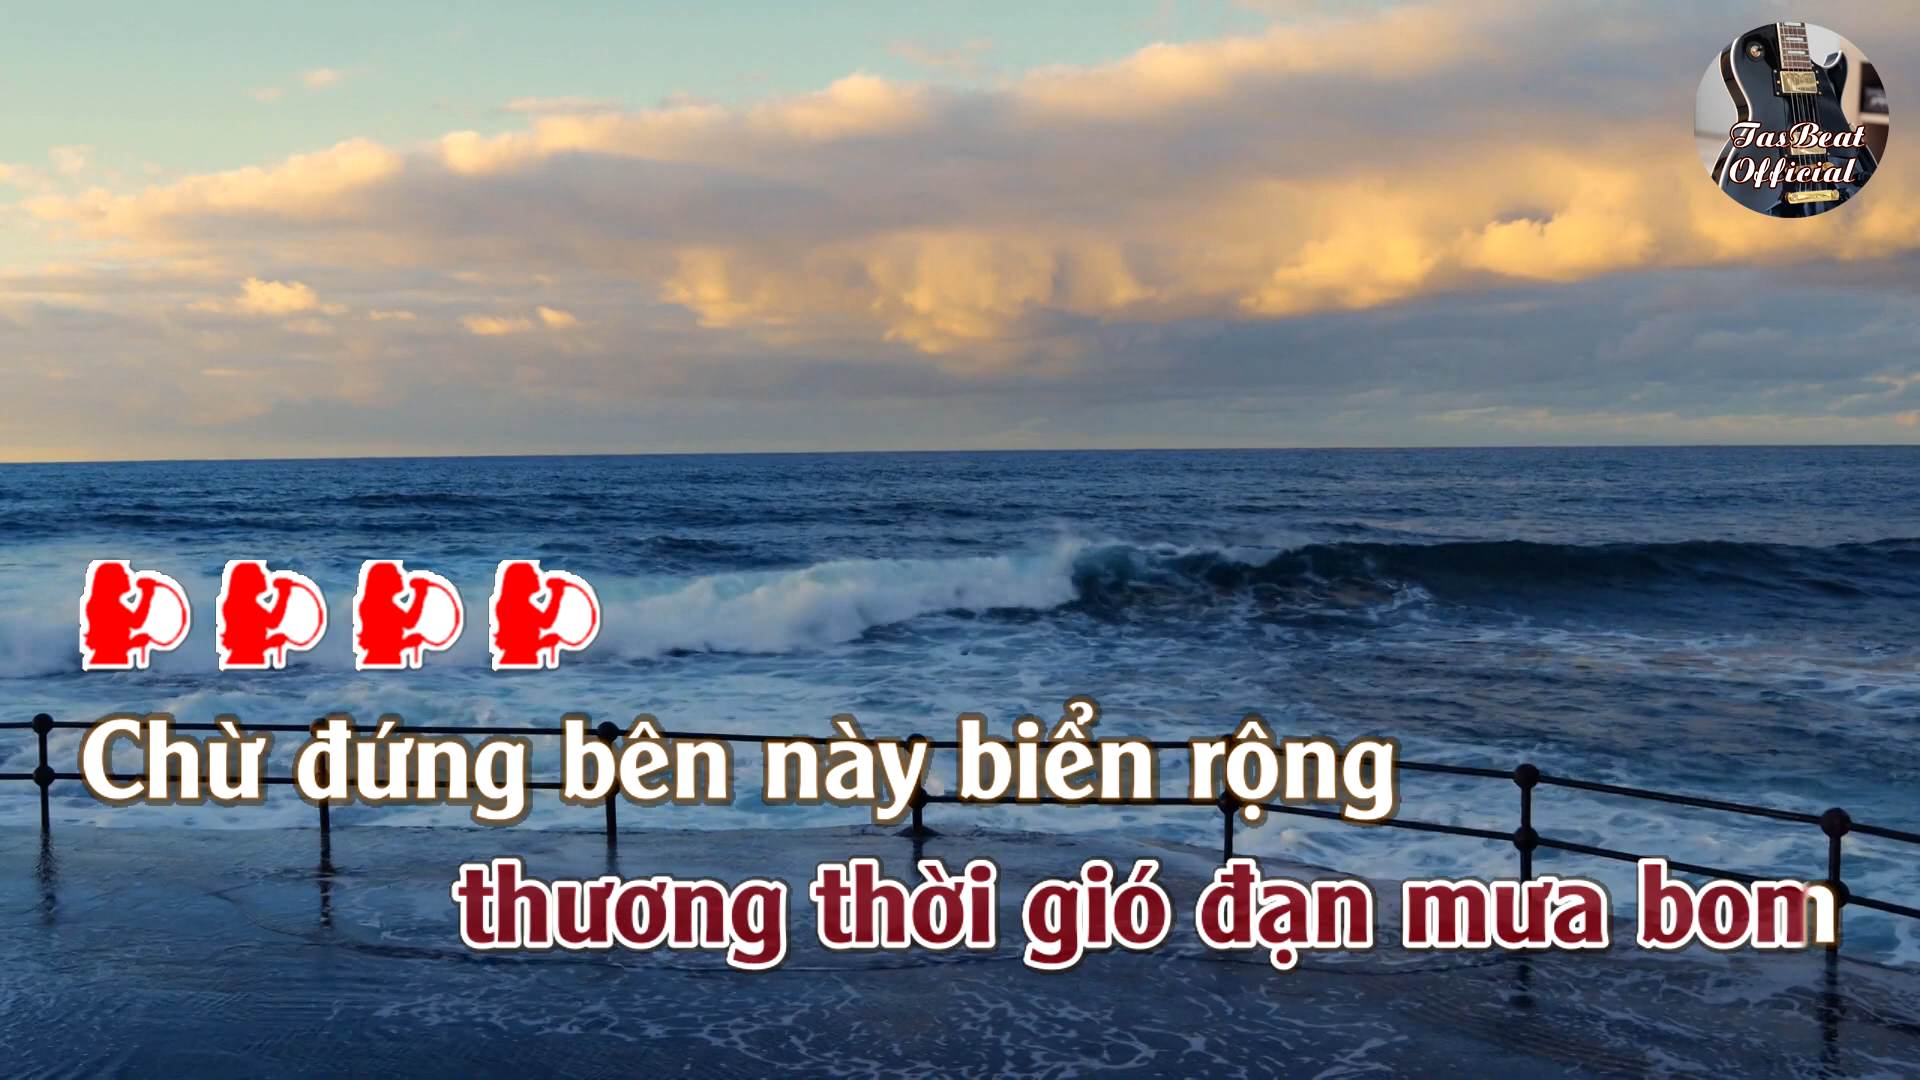 TasBeat
Official
Chừ đứng bên này biển rộng
thương thời gió đạn mưa bom